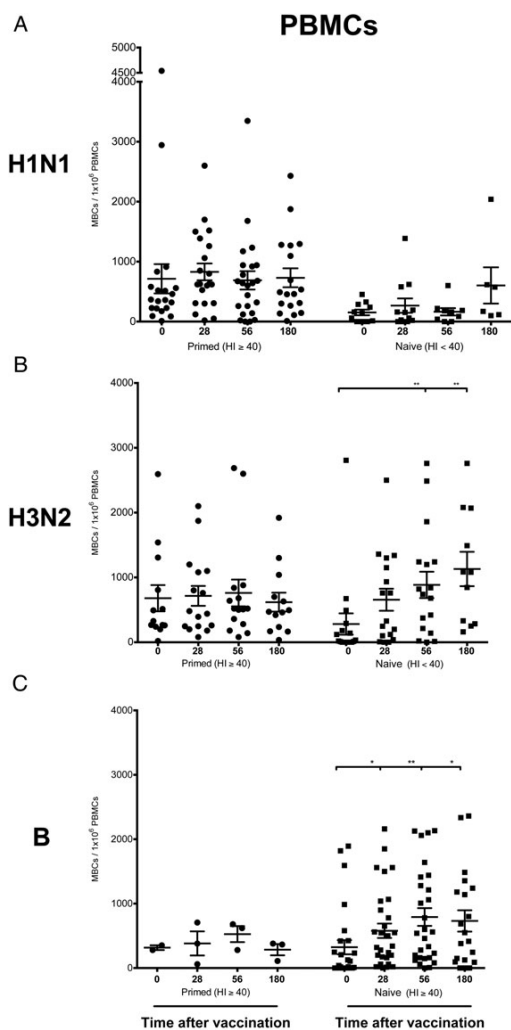 A
PBMCs
H1N1
MBCs / 1x10⁶ PBMCs
5000
4500
4000
3000
2000
1000
0
0 28 56 180 0 28 56 180
Primed (HI ≥ 40) Naive (HI < 40)
B
H3N2
MBCs / 1x10⁶ PBMCs
4000
3000
2000
1000
0
** **
0 28 56 180 0 28 56 180
Primed (HI ≥ 40) Naive (HI < 40)
C
B
MBCs / 1x10⁶ PBMCs
4000
3000
2000
1000
0
* ** *
0 28 56 180 0 28 56 180
Primed (HI ≥ 40) Naive (HI ≥ 40)
Time after vaccination Time after vaccination